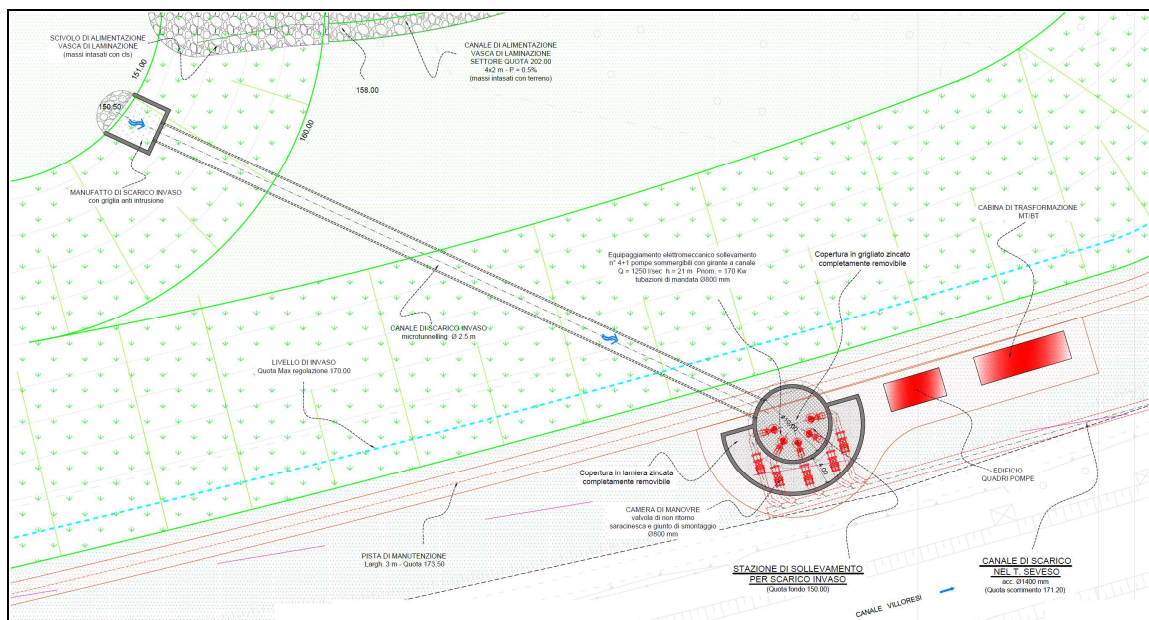 SCIVOLO DI ALIMENTAZIONE
VASCA DI LAMINAZIONE
(massi intasati con cls)
CANALE DI ALIMENTAZIONE
VASCA DI LAMINAZIONE
SETTORE QUOTA 202.00
4x2 m - P = 0.5%
(massi intasati con terreno)
151.00
158.00
150.50
160.00
MANUFATTO DI SCARICO INVASO
con griglia anti intrusione
CABINA DI TRASFORMAZIONE
MT/BT
Equipaggiamento elettromeccanico sollevamento
n° 4+1 pompe sommergibili con girante a canale
Q = 1250 l/sec h = 21 m Pnom. = 170 Kw
tubazioni di mandata Ø800 mm
Copertura in grigliato zincato
completamente removibile
CANALE DI SCARICO INVASO
microtunnelling Ø 2.5 m
LIVELLO DI INVASO
Quota Max regolazione 170.00
Ø10.00
4.00
Copertura in lamiera zincata
completamente removibile
EDIFICIO
QUADRI POMPE
CAMERA DI MANOVRE
valvola di non ritorno
saracinesca e giunto di smontaggio
Ø800 mm
PISTA DI MANUTENZIONE
Largh. 3 m - Quota 173.50
STAZIONE DI SOLLEVAMENTO
PER SCARICO INVASO
(Quota fondo 150.00)
CANALE DI SCARICO
NEL T. SEVESO
acc. Ø1400 mm
(Quota scorrimento 171.20)
CANALE VILLORESI